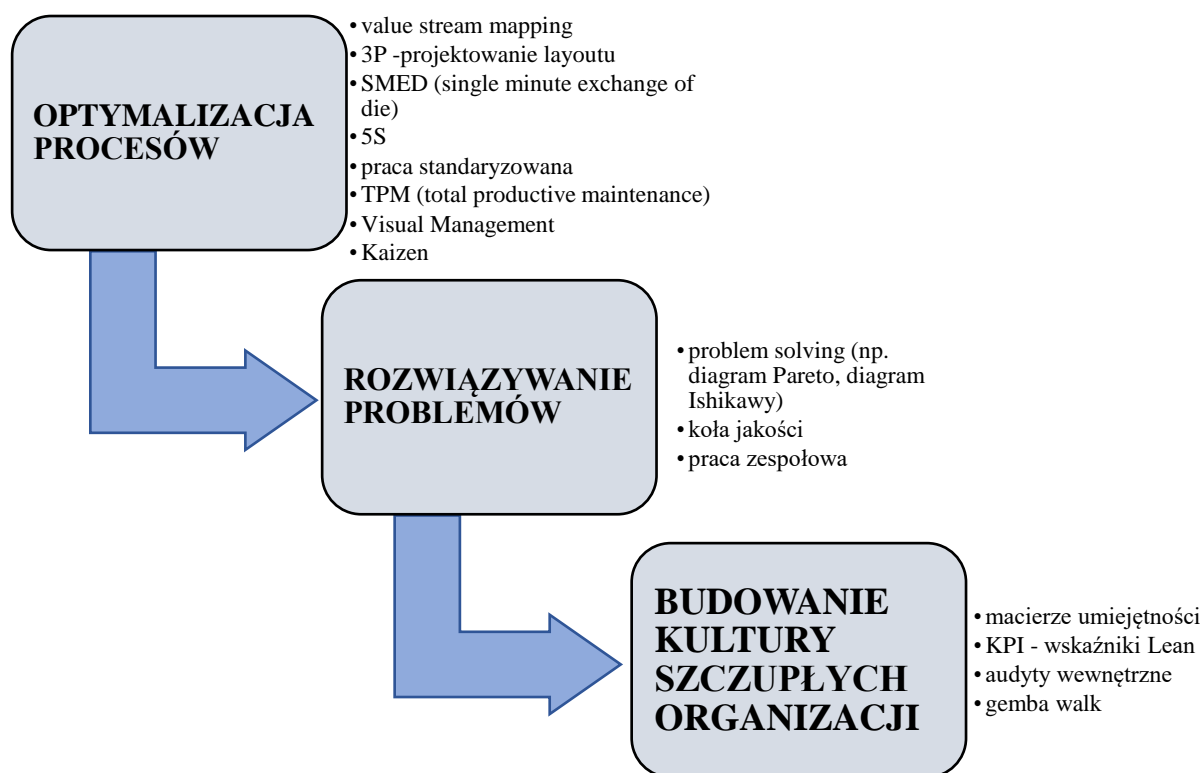 OPTYMALIZACJA
PROCESÓW
• value stream mapping
• 3P -projektowanie layoutu
• SMED (single minute exchange of
die)
• 5S
• praca standaryzowana
• TPM (total productive maintenance)
• Visual Management
• Kaizen
ROZWIĄZYWANIE
PROBLEMÓW
• problem solving (np.
diagram Pareto, diagram
Ishikawy)
• koła jakości
• praca zespołowa
BUDOWANIE
KULTURY
SZCZUPŁYCH
ORGANIZACJI
• macierze umiejętności
• KPI - wskaźniki Lean
• audyty wewnętrzne
• gemba walk